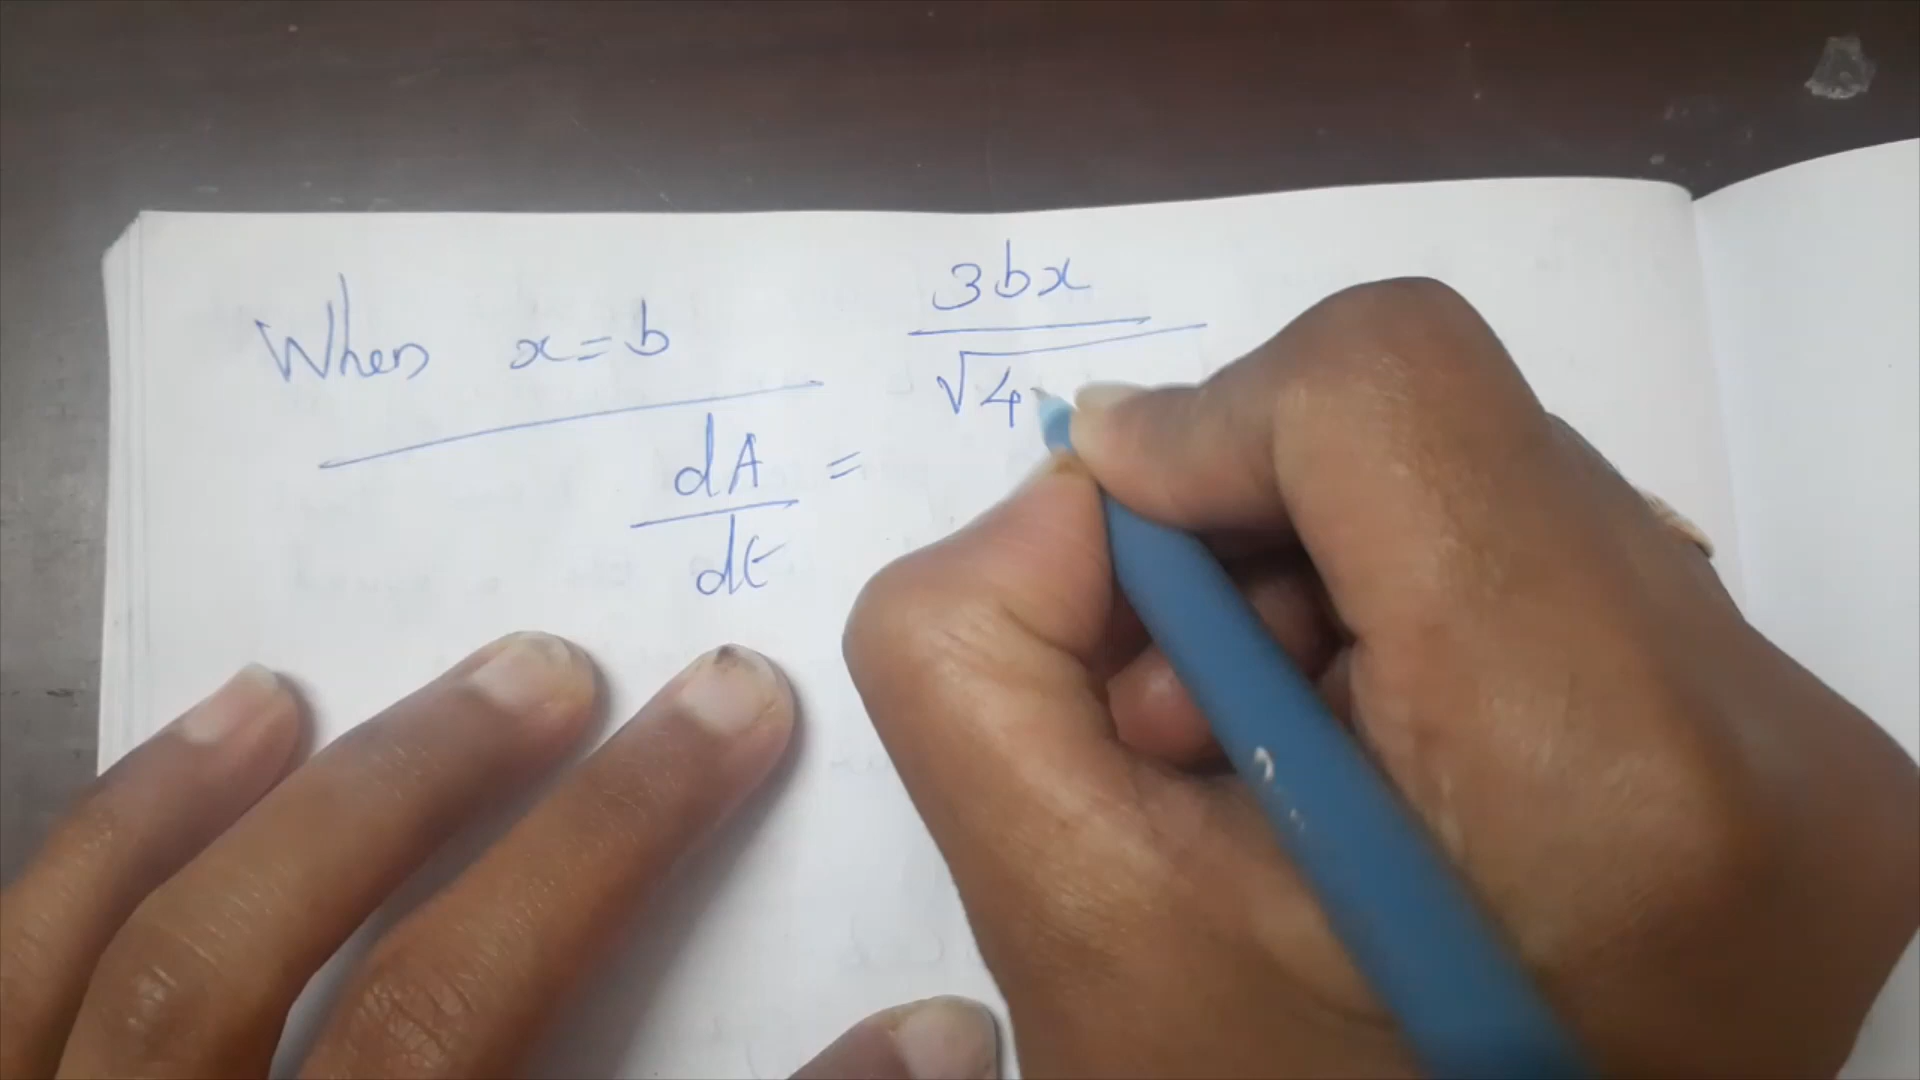 When x=b
dA/dt = 3bx/√4